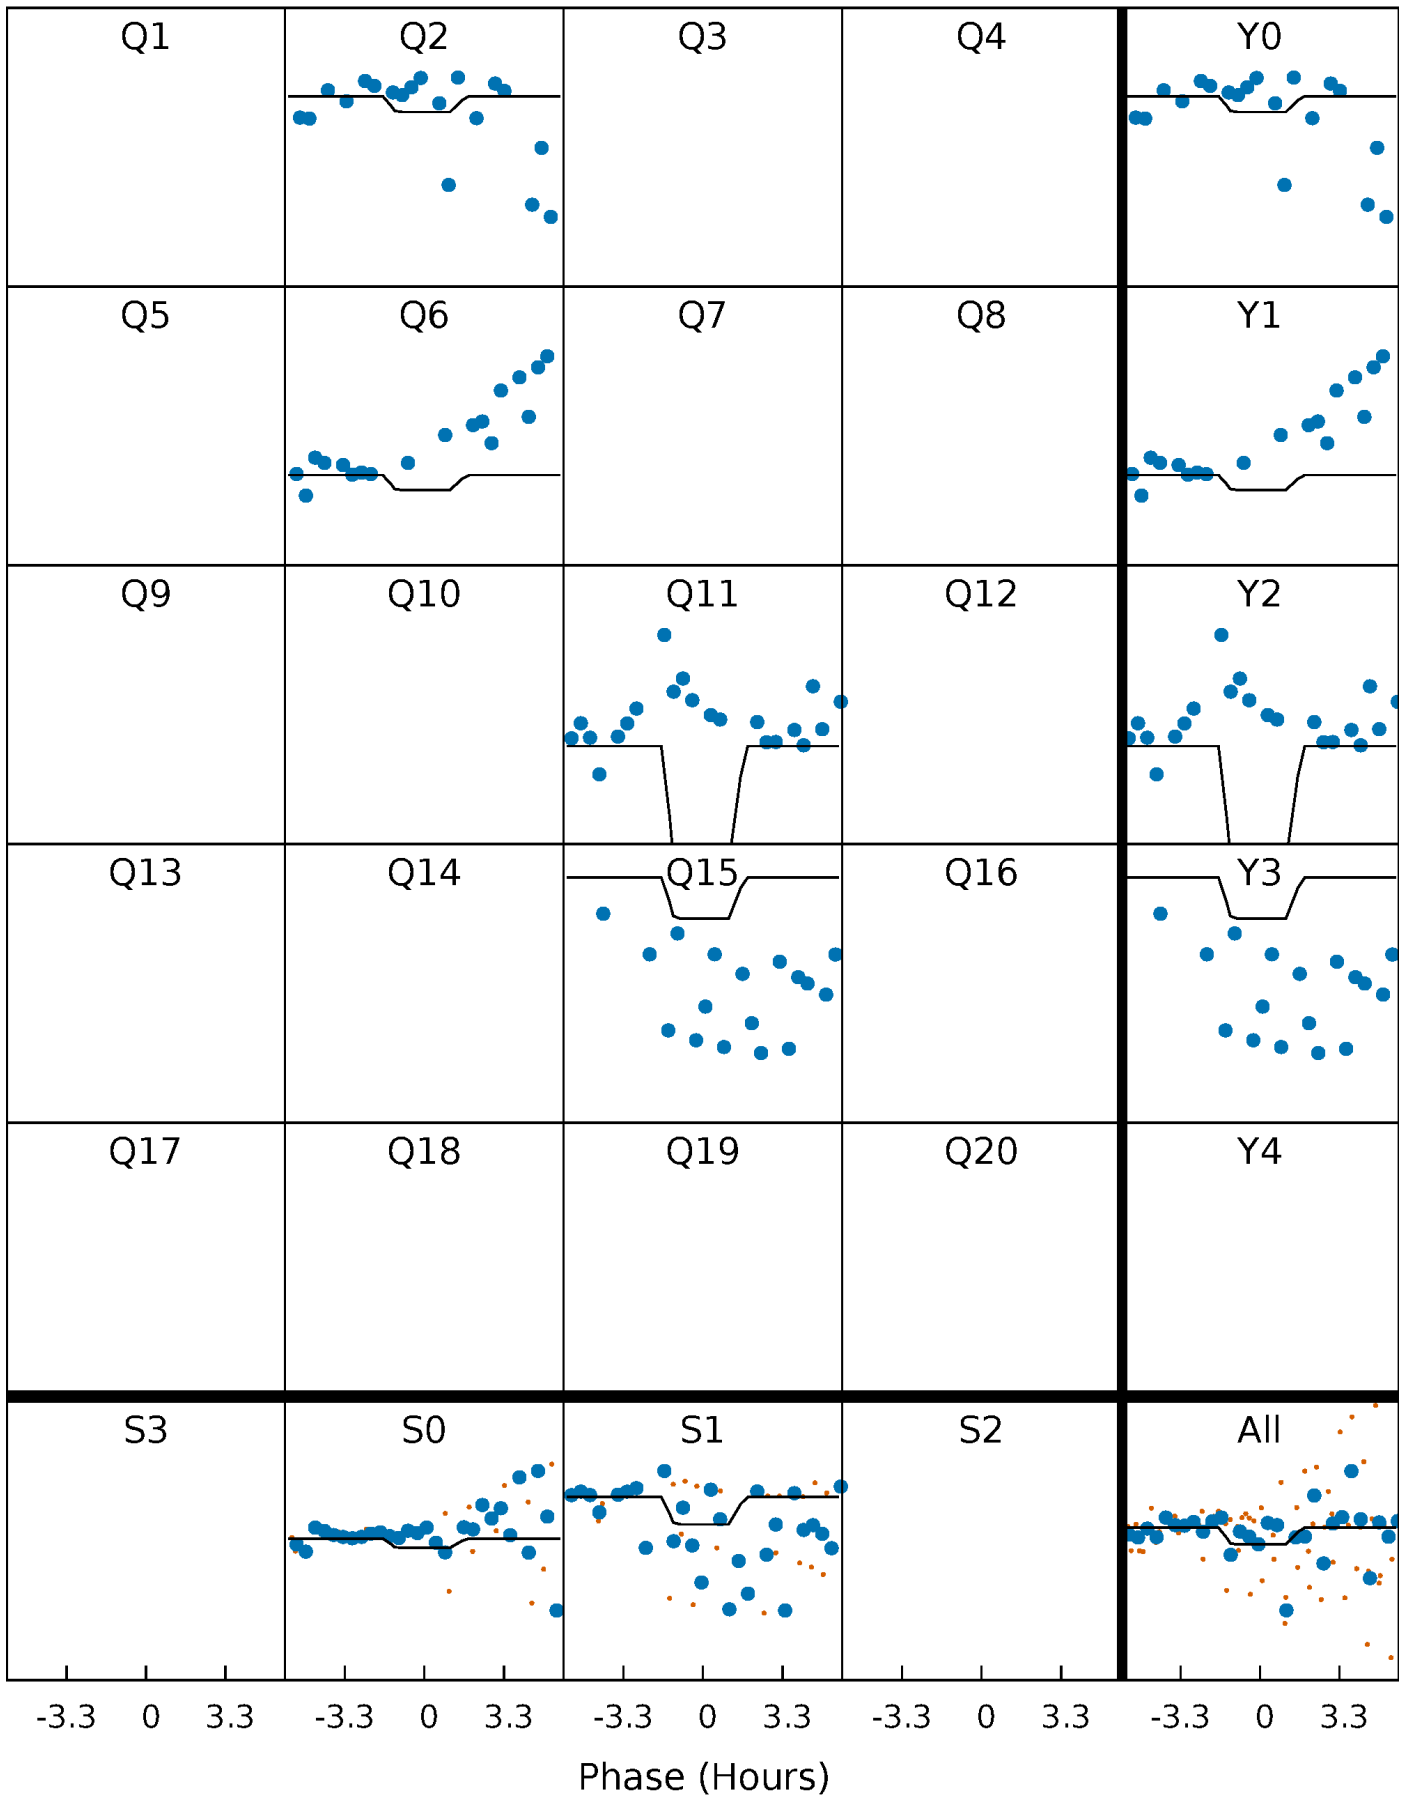 Q1 Q2 Q3 Q4 Y0
Q5 Q6 Q7 Q8 Y1
Q9 Q10 Q11 Q12 Y2
Q13 Q14 Q15 Q16 Y3
Q17 Q18 Q19 Q20 Y4
S3 S0 S1 S2 All
-3.3 0 3.3 -3.3 0 3.3 -3.3 0 3.3 -3.3 0 3.3 -3.3 0 3.3
Phase (Hours)